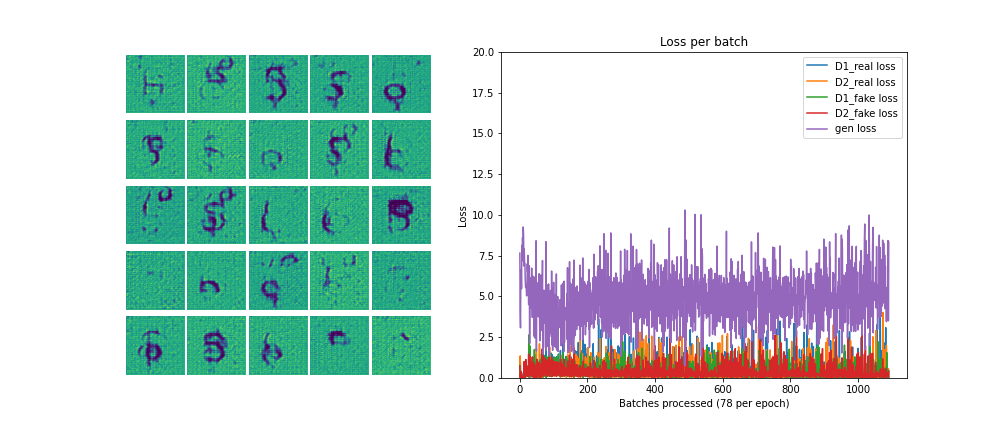 Loss per batch
20.0
17.5
15.0
12.5
10.0
7.5
5.0
2.5
0.0
Loss
D1_real loss
D2_real loss
D1_fake loss
D2_fake loss
gen loss
0
200
400
600
800
1000
Batches processed (78 per epoch)